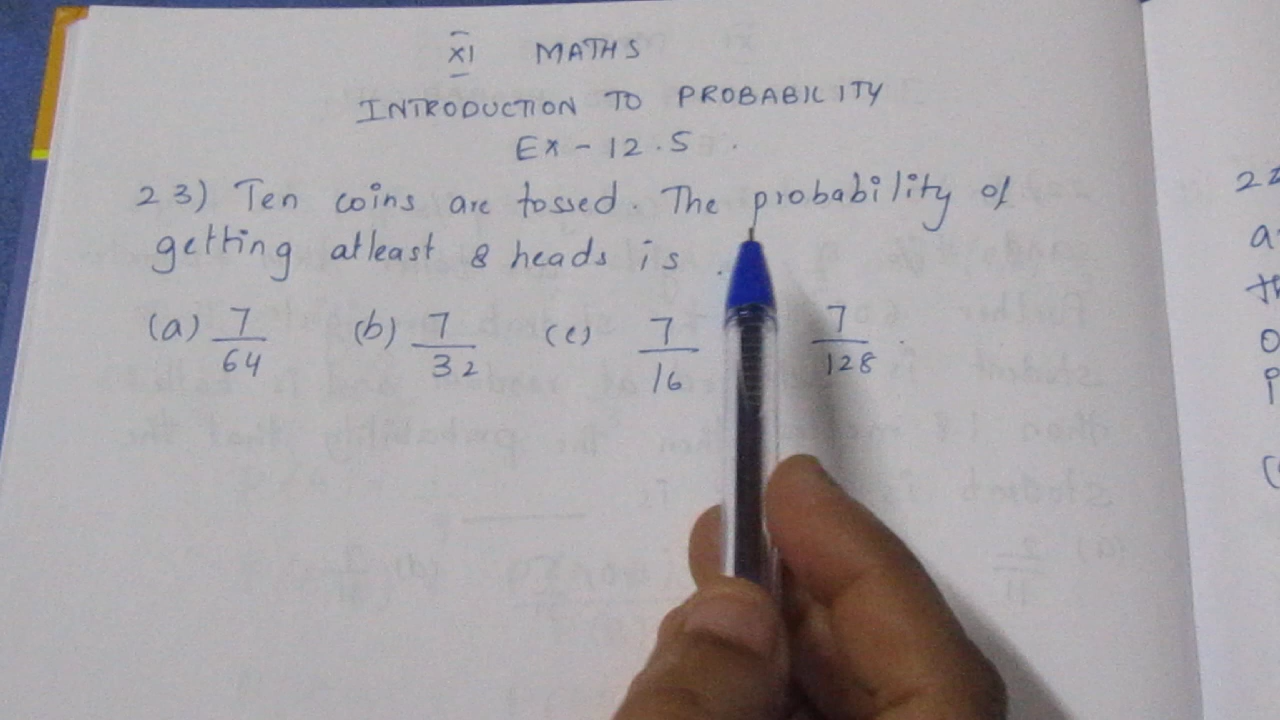 XI MATHS
INTRODUCTION TO PROBABILITY
Ex - 12.5.
23) Ten coins are tossed. The probability of
getting atleast 8 heads is .
(a) 7/64 (b) 7/32 (c) 7/16 7/128.